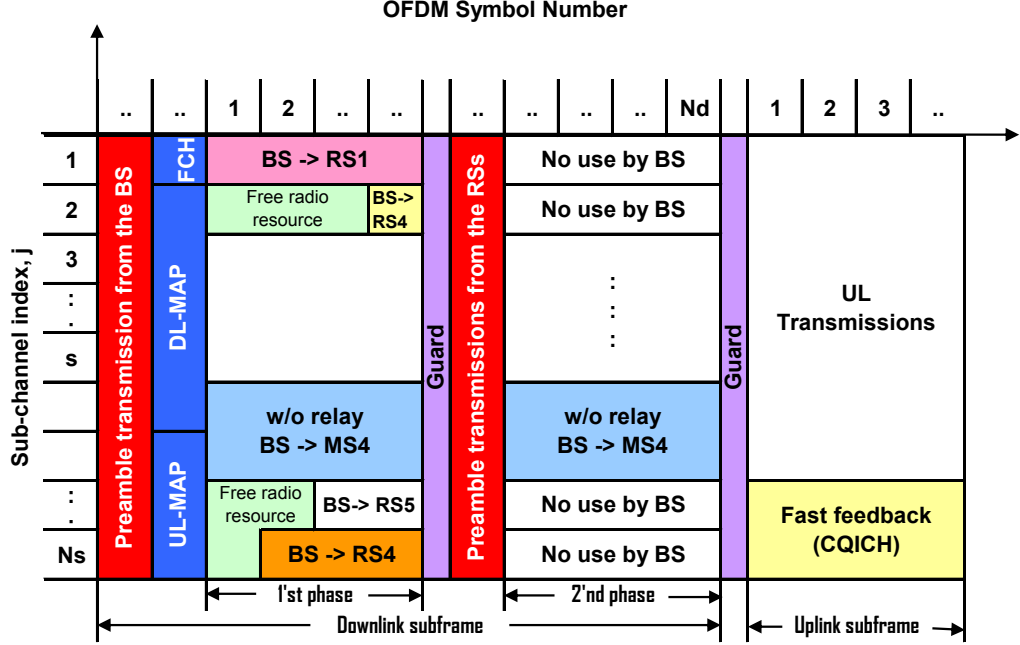 OFDM Symbol Number
.. .. 1 2 .. .. .. .. .. .. Nd 1 2 3 ..
Sub-channel index, j
1
2
3
:
.
s
:
.
Ns
Preamble transmission from the BS
FCH
DL-MAP
UL-MAP
BS -> RS1
Free radio
resource
BS->
RS4
w/o relay
BS -> MS4
Free radio
resource
BS-> RS5
BS -> RS4
Guard
Preamble transmissions from the RSs
No use by BS
No use by BS
:
:
w/o relay
BS -> MS4
No use by BS
No use by BS
Guard
UL
Transmissions
Fast feedback
(CQICH)
1'st phase
2'nd phase
Downlink subframe
Uplink subframe